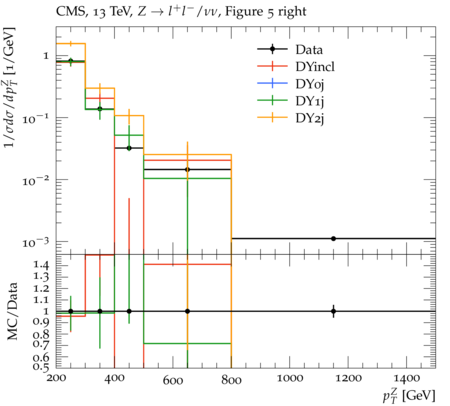 CMS, 13 TeV, Z → l⁺l⁻/νν, Figure 5 right
1/σdσ/dp_T^Z [1/GeV]
1
10⁻¹
10⁻²
10⁻³
Data
DYincl
DY0j
DY1j
DY2j
MC/Data
1.4
1.3
1.2
1.1
1
0.9
0.8
0.7
0.6
0.5
200 400 600 800 1000 1200 1400
p_T^Z [GeV]